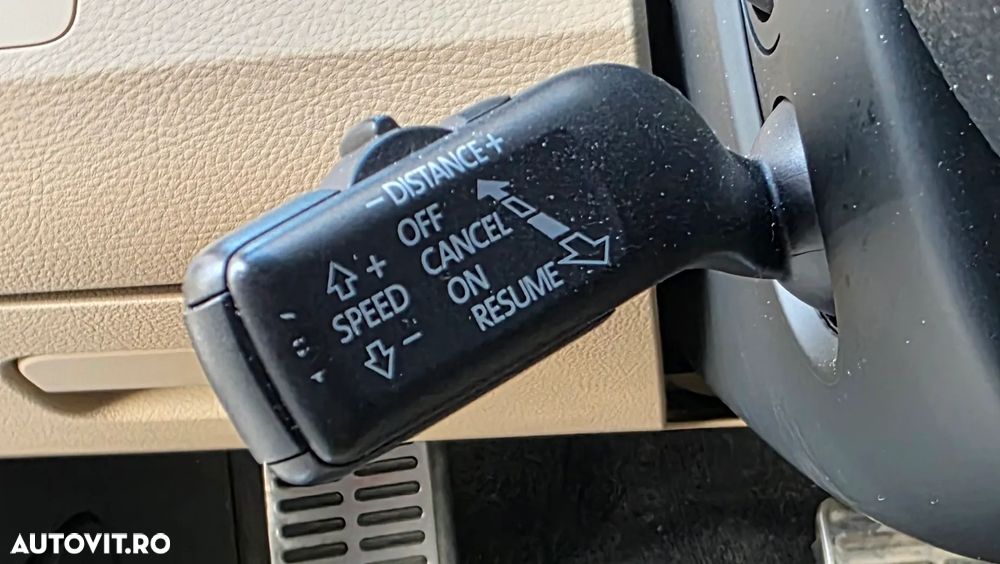 - DISTANCE +
OFF
CANCEL
ON
RESUME
+
SPEED
-
AUTOVIT.RO